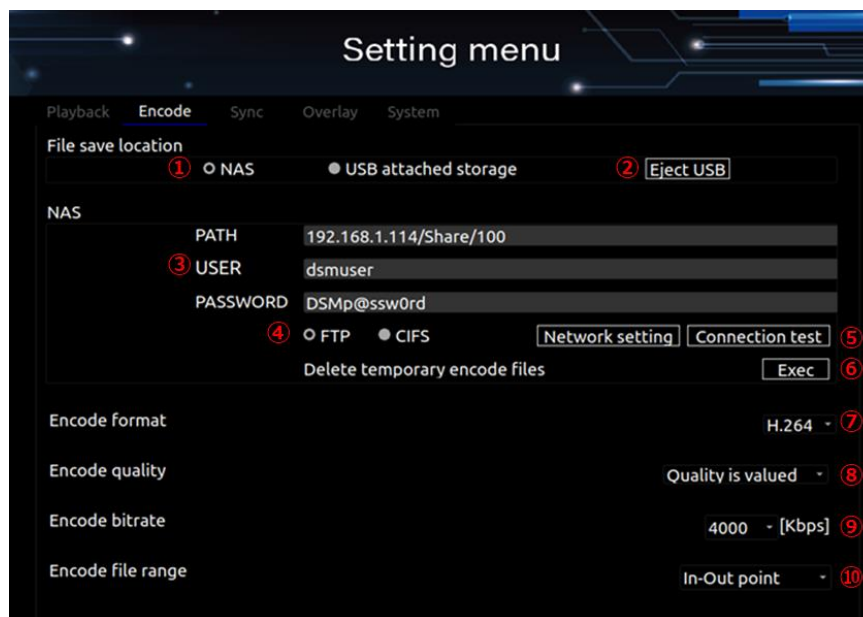 Setting menu
Playback Encode Sync Overlay System
File save location
① NAS USB attached storage ② Eject USB
NAS
PATH 192.168.1.114/Share/100
③ USER dsmuser
PASSWORD DSMp@ssw0rd
④ FTP CIFS Network setting Connection test ⑤
Delete temporary encode files Exec ⑥
Encode format H.264 ⑦
Encode quality Quality is valued ⑧
Encode bitrate 4000 [Kbps] ⑨
Encode file range In-Out point ⑩